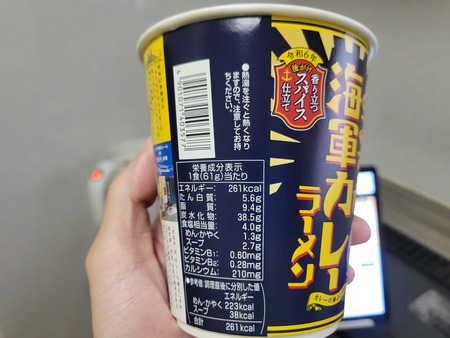 ●熱湯を注ぐと熱くなり
ますので、注意してお持
ちください。
4901071403577
栄養成分表示
1食(61g)当たり
エネルギー: 261kcal
たん白質: 5.6g
脂質: 9.4g
炭水化物: 38.5g
食塩相当量: 4.0g
めん・かやく 1.3g
スープ 2.7g
ビタミンB1: 0.60mg
ビタミンB2: 0.28mg
カルシウム: 210mg
●参考値:調理直後に分別した値
エネルギー
めん・かやく 223kcal
スープ 38kcal
合計 261kcal
令和6年
後がけ
香り立つ
スパイス
仕立て
海軍カレー
ラーメン